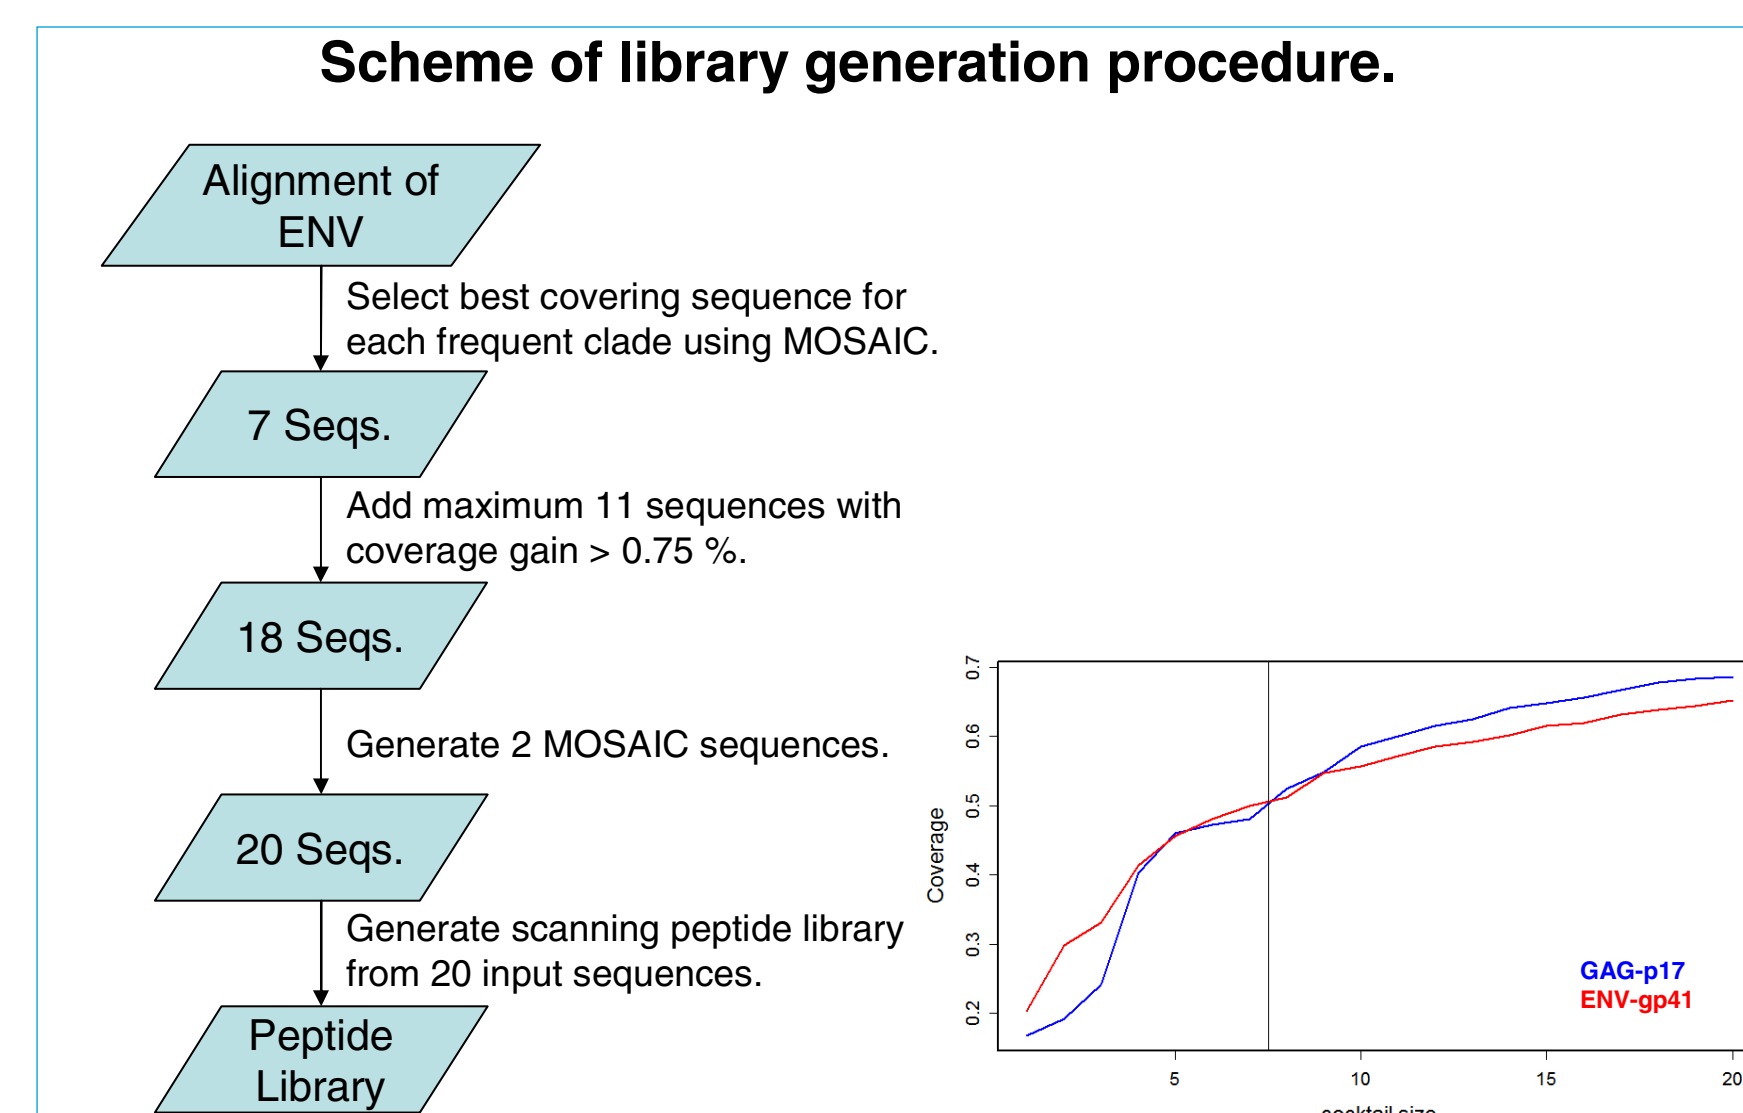 Scheme of library generation procedure.
Alignment of
ENV
Select best covering sequence for
each frequent clade using MOSAIC.
7 Seqs.
Add maximum 11 sequences with
coverage gain > 0.75 %.
18 Seqs.
Generate 2 MOSAIC sequences.
20 Seqs.
Generate scanning peptide library
from 20 input sequences.
Peptide
Library
Coverage
0.7
0.6
0.5
0.4
0.3
0.2
GAG-p17
ENV-gp41
5 10 15 20
cocktail size